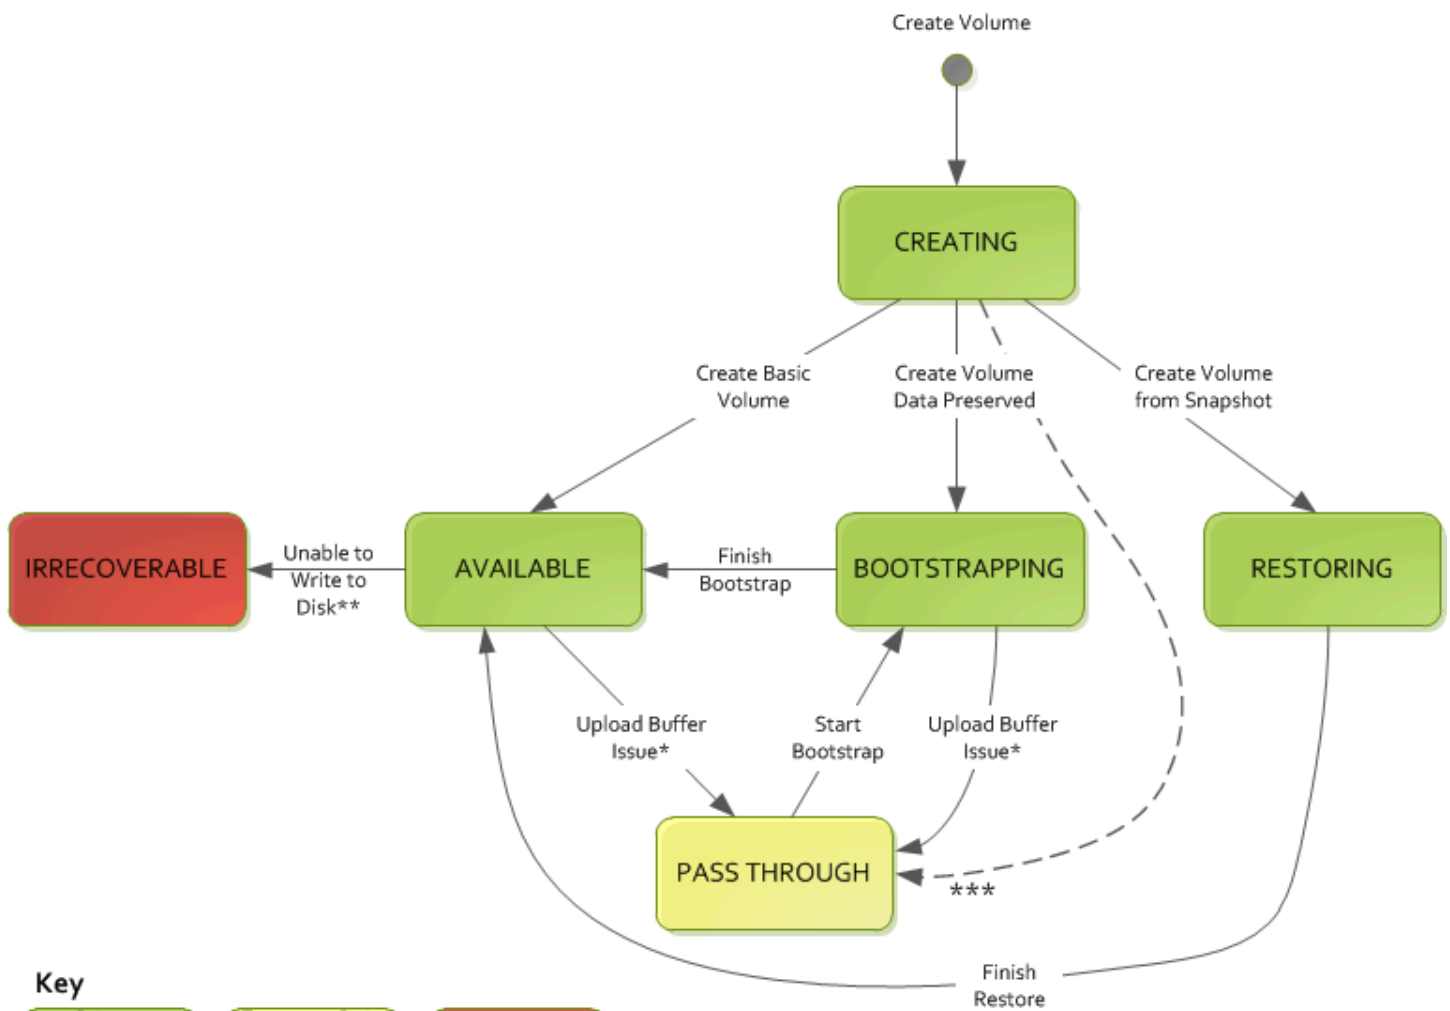 Create Volume
CREATING
Create Basic
Volume
Create Volume
Data Preserved
Create Volume
from Snapshot
IRRECOVERABLE
Unable to
Write to
Disk**
AVAILABLE
Finish
Bootstrap
BOOTSTRAPPING
RESTORING
Upload Buffer
Issue*
Start
Bootstrap
Upload Buffer
Issue*
PASS THROUGH
***
Finish
Restore
Key